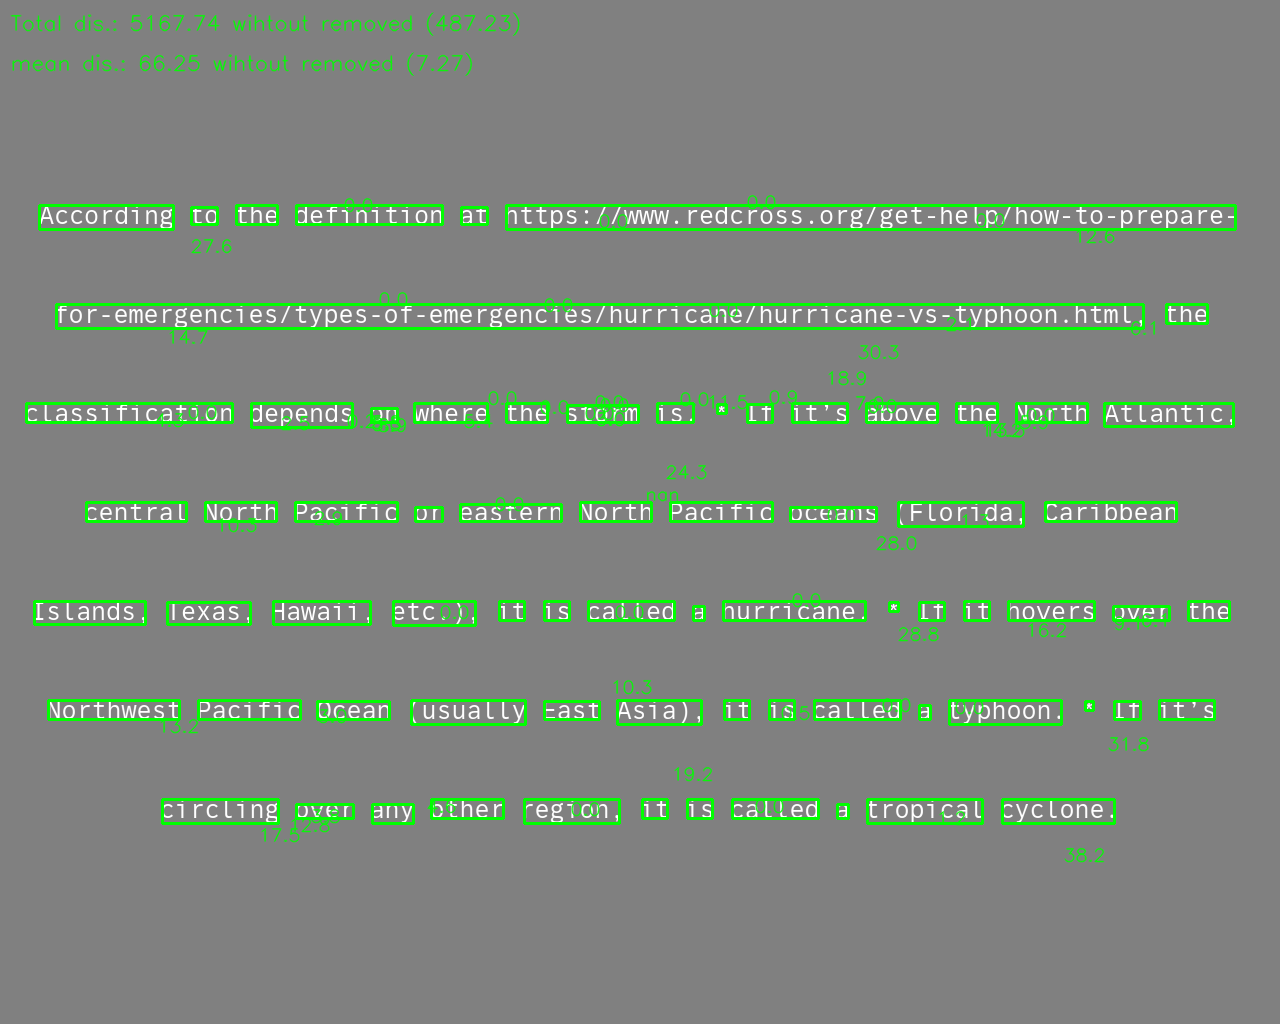 Total dis.: 5167.74 wihtout removed (487.23)
mean dis.: 66.25 wihtout removed (7.27)
According to the definition at https://www.redcross.org/get-help/how-to-prepare-
27.6 12.6
for-emergencies/types-of-emergencies/hurricane/hurricane-vs-typhoon.html, the
14.7
30.3
18.9
classification depends on where the storm is. * If it's above the North Atlantic,
24.3
nan
central North Pacific or eastern North Pacific oceans (Florida, Caribbean
28.0
Islands, Texas, Hawaii, etc.), it is called a hurricane. * If it hovers over the
28.8 16.2
10.3
Northwest Pacific Ocean (usually East Asia), it is called a typhoon. * If it's
13.2 31.8
19.2
circling over any other region, it is called a tropical cyclone.
17.5
38.2